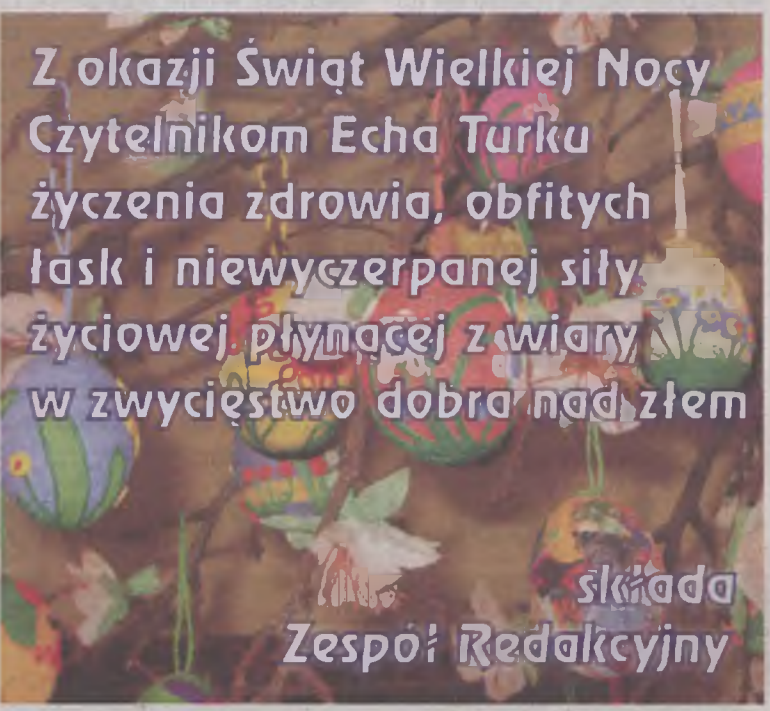 Z okazji Świąt Wielkiej Nocy
Czytelnikom Echa Turku
życzenia zdrowia, obfitych
łask i niewyczerpanej siły
życiowej płynącej z wiary
w zwycięstwo dobra nad złem
składa
Zespół Redakcyjny